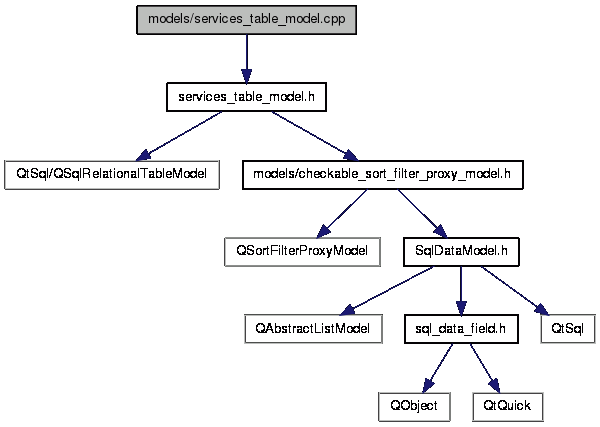 models/services_table_model.cpp
services_table_model.h
QtSql/QSqlRelationalTableModel
models/checkable_sort_filter_proxy_model.h
QSortFilterProxyModel
SqlDataModel.h
QAbstractListModel
sql_data_field.h
QtSql
QObject
QtQuick